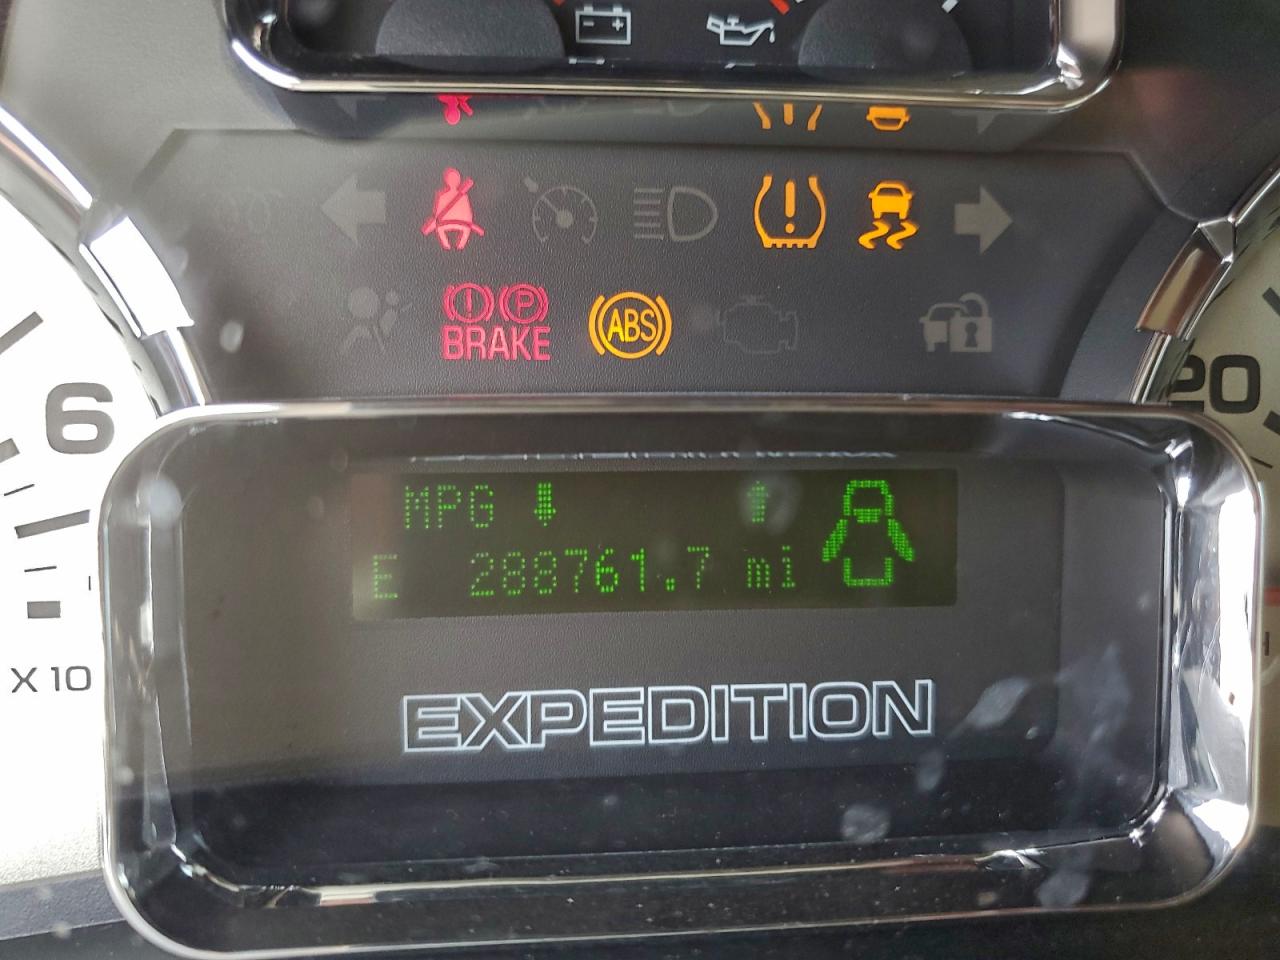 P
BRAKE
ABS
6
20
X 10
MPG
E 288761.7 mi
EXPEDITION